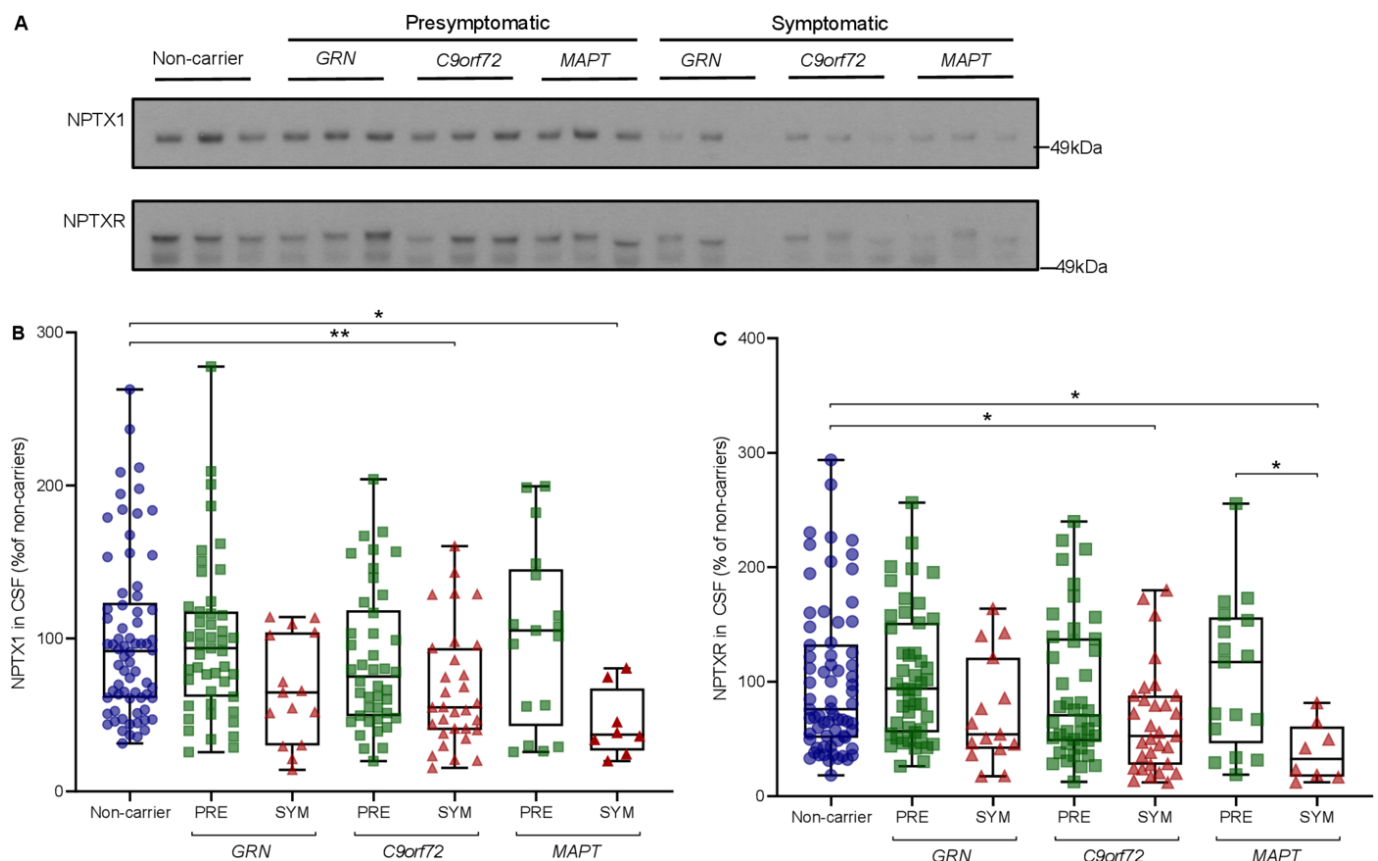 A
Presymptomatic
Symptomatic
Non-carrier
GRN
C9orf72
MAPT
GRN
C9orf72
MAPT
NPTX1
49kDa
NPTXR
49kDa
B
NPTX1 in CSF (%of non-carriers)
300
200
100
0
*
**
Non-carrier
PRE
SYM
PRE
SYM
PRE
SYM
GRN
C9orf72
MAPT
C
NPTXR in CSF (% of non-carriers)
400
300
200
100
0
*
*
*
Non-carrier
PRE
SYM
PRE
SYM
PRE
SYM
GRN
C9orf72
MAPT